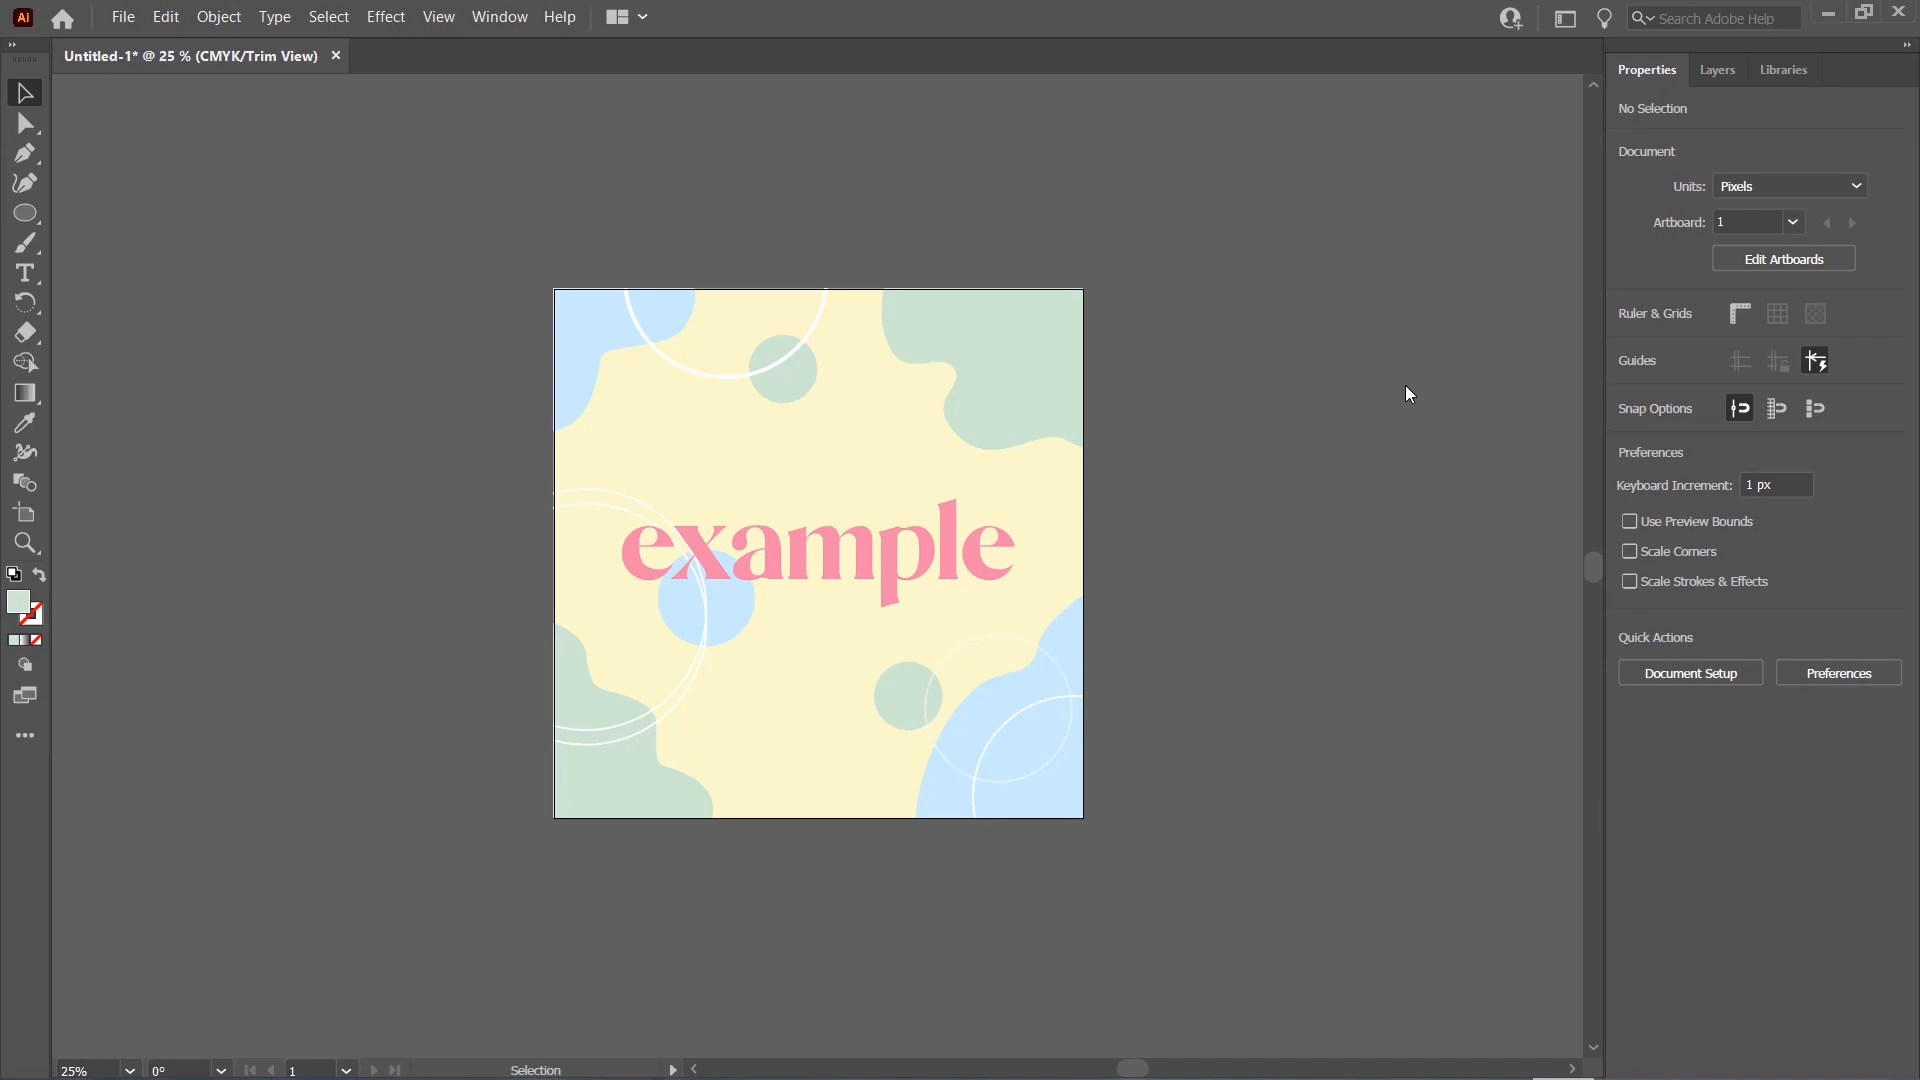 Ai File Edit Object Type Select Effect View Window Help Search Adobe Help
Untitled-1* @ 25 % (CMYK/Trim View)
Properties Layers Libraries
No Selection
Document
Units: Pixels
Artboard: 1
Edit Artboards
Ruler & Grids
Guides
Snap Options
Preferences
Keyboard Increment: 1 px
Use Preview Bounds
Scale Corners
Scale Strokes & Effects
Quick Actions
Document Setup Preferences
example
25% 0° 1 Selection